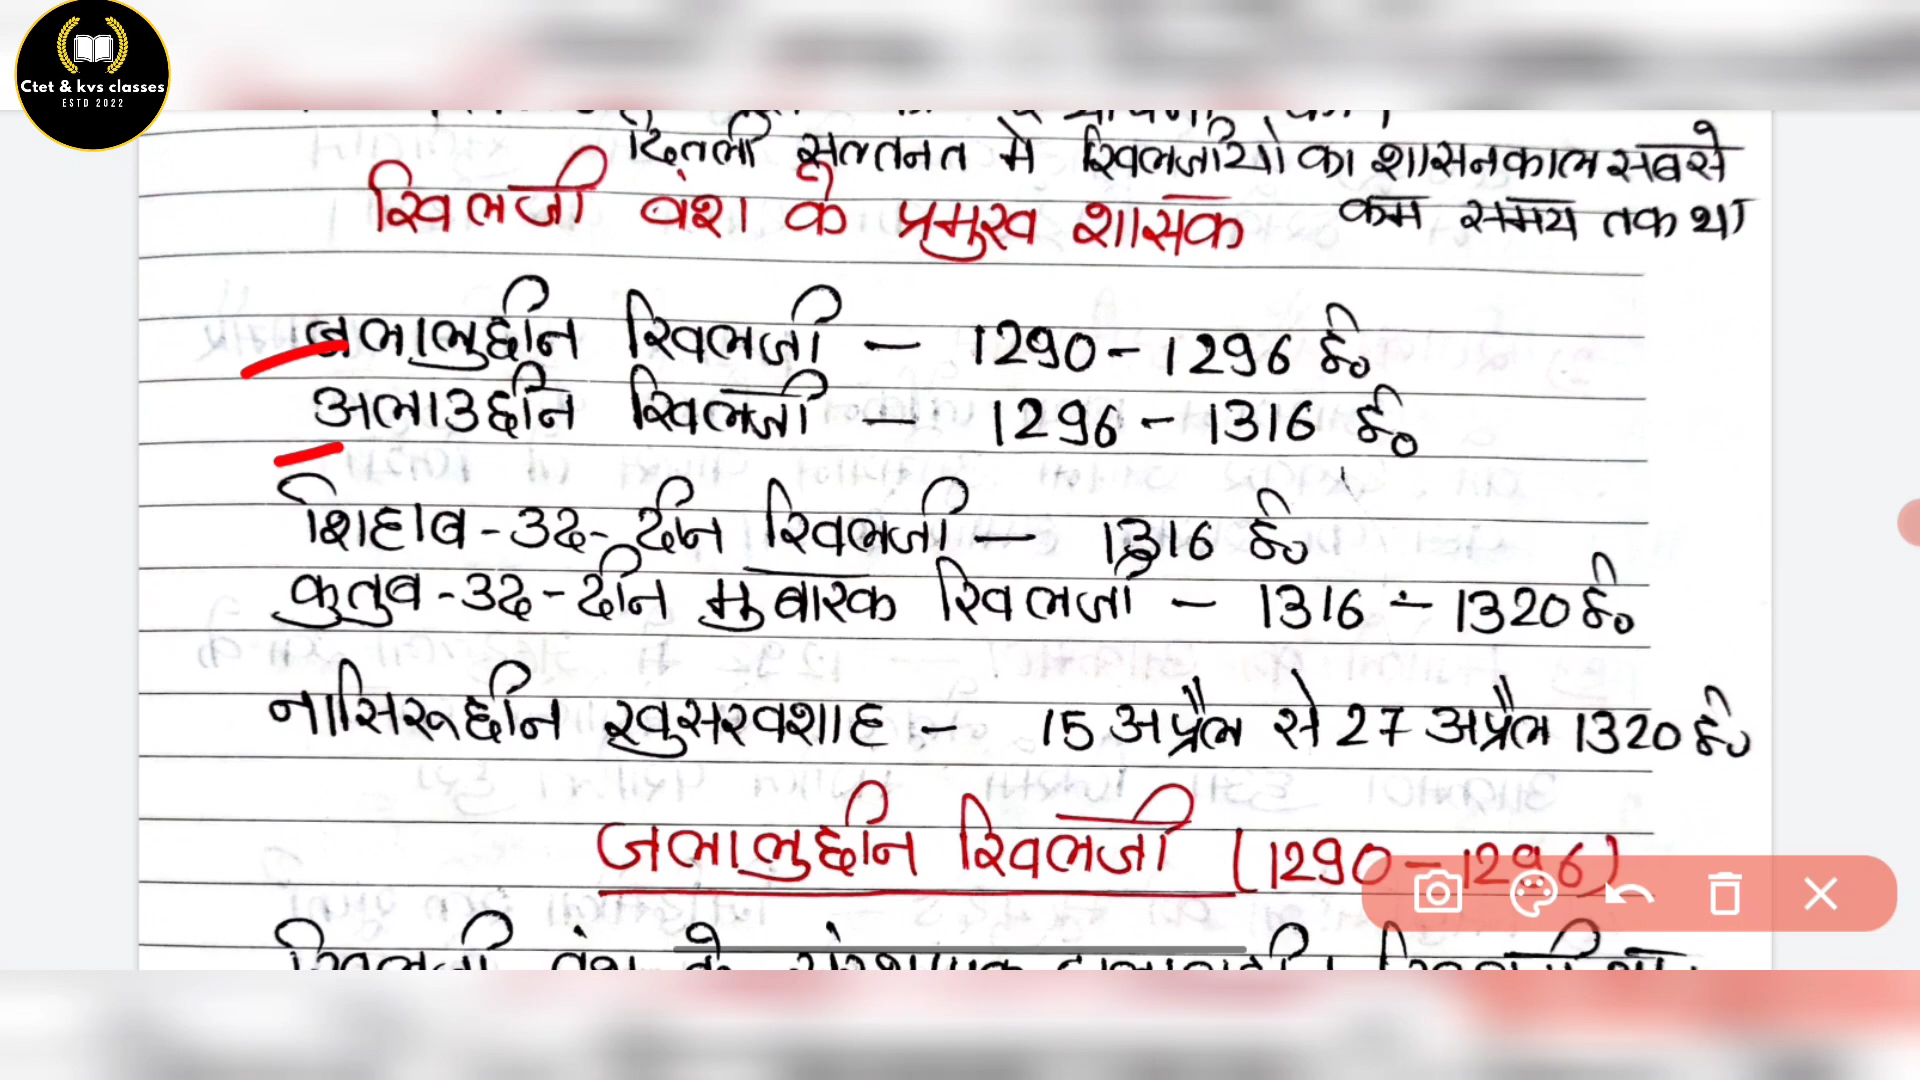 Ctet & kvs classes
ESTD 2022
दिल्ली सल्तनत मे खिलजीयो का शासनकाल सबसे
कम समय तक था
खिलजी वंश के प्रमुख शासक
जलालुद्दीन खिलजी – 1290-1296 ई०
अलाउद्दीन खिलजी – 1296-1316 ई०
शिहाब-उद-दीन खिलजी – 1316 ई०
कुतुब-उद-दीन मुबारक खिलजी – 1316 - 1320 ई०
नासिरूद्दीन खुसरवशाह – 15 अप्रैल से 27 अप्रैल 1320 ई०
जलालुद्दीन खिलजी (1290-1296)